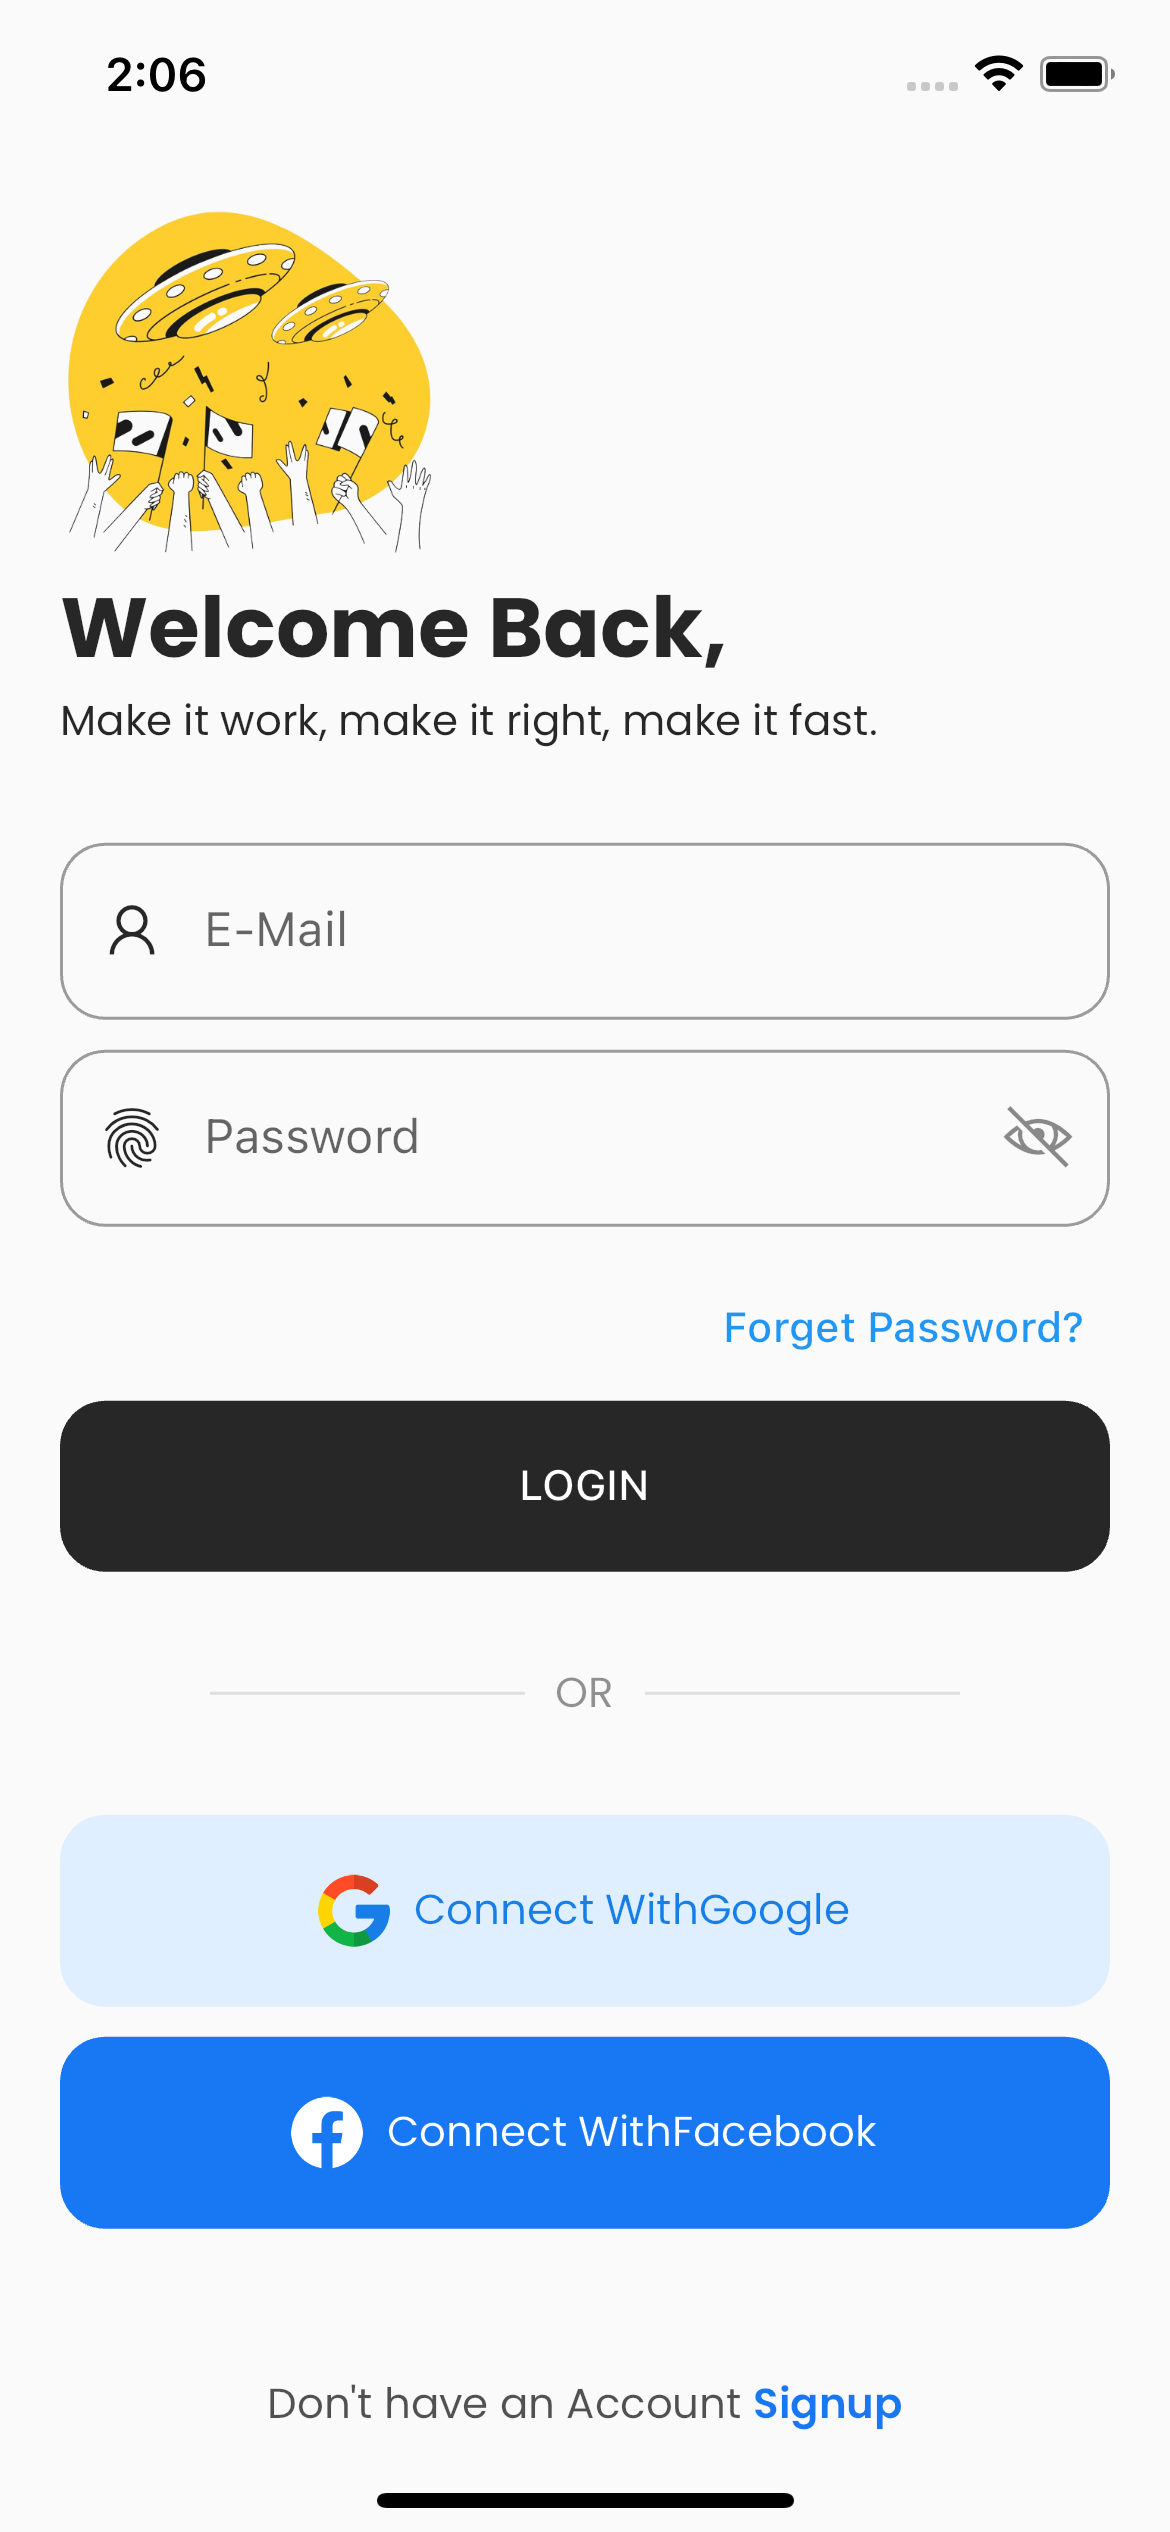 2:06
Welcome Back,
Make it work, make it right, make it fast.
E-Mail
Password
Forget Password?
LOGIN
OR
Connect WithGoogle
Connect WithFacebook
Don't have an Account Signup